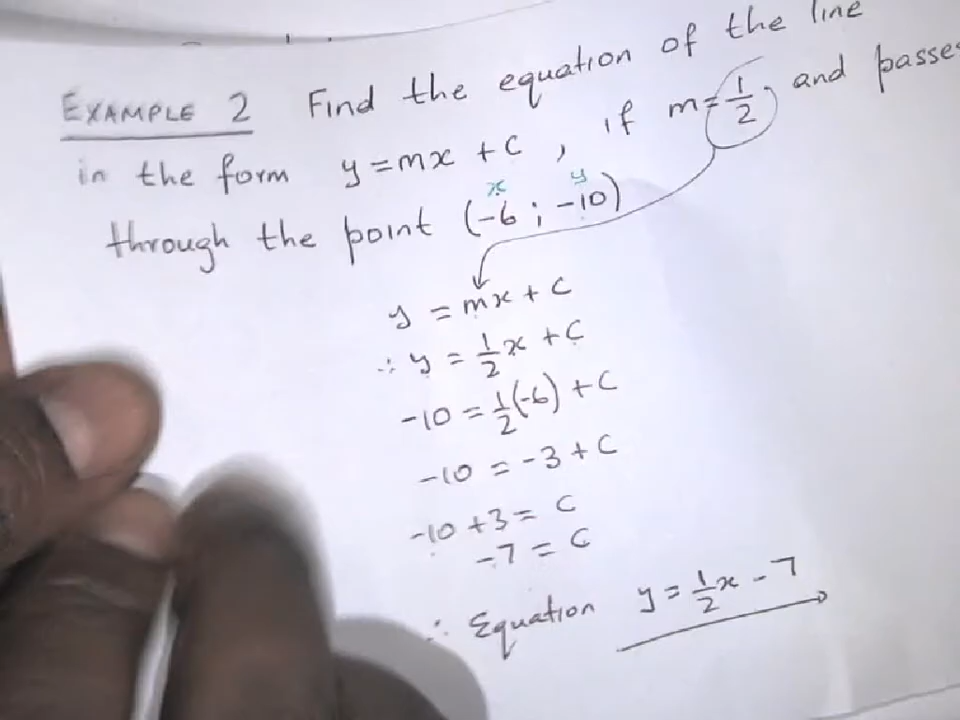 EXAMPLE 2 Find the equation of the line
in the form y = mx + c , if m = 1/2 , and passes
through the point (-6 ; -10)
x y
y = mx + c
∴ y = 1/2 x + c
-10 = 1/2 (-6) + c
-10 = -3 + c
-10 + 3 = c
-7 = c
∴ Equation y = 1/2 x - 7